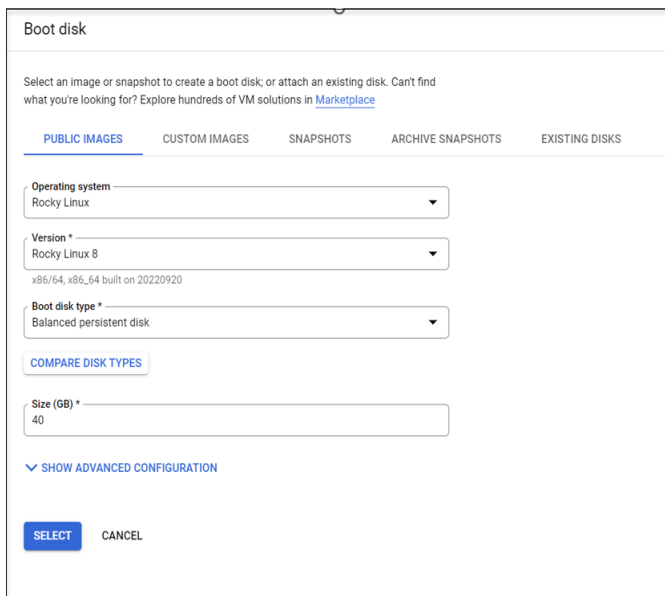 Boot disk
Select an image or snapshot to create a boot disk; or attach an existing disk. Can't find
what you're looking for? Explore hundreds of VM solutions in Marketplace
PUBLIC IMAGES CUSTOM IMAGES SNAPSHOTS ARCHIVE SNAPSHOTS EXISTING DISKS
Operating system
Rocky Linux
Version *
Rocky Linux 8
x86/64, x86_64 built on 20220920
Boot disk type *
Balanced persistent disk
COMPARE DISK TYPES
Size (GB) *
40
SHOW ADVANCED CONFIGURATION
SELECT CANCEL